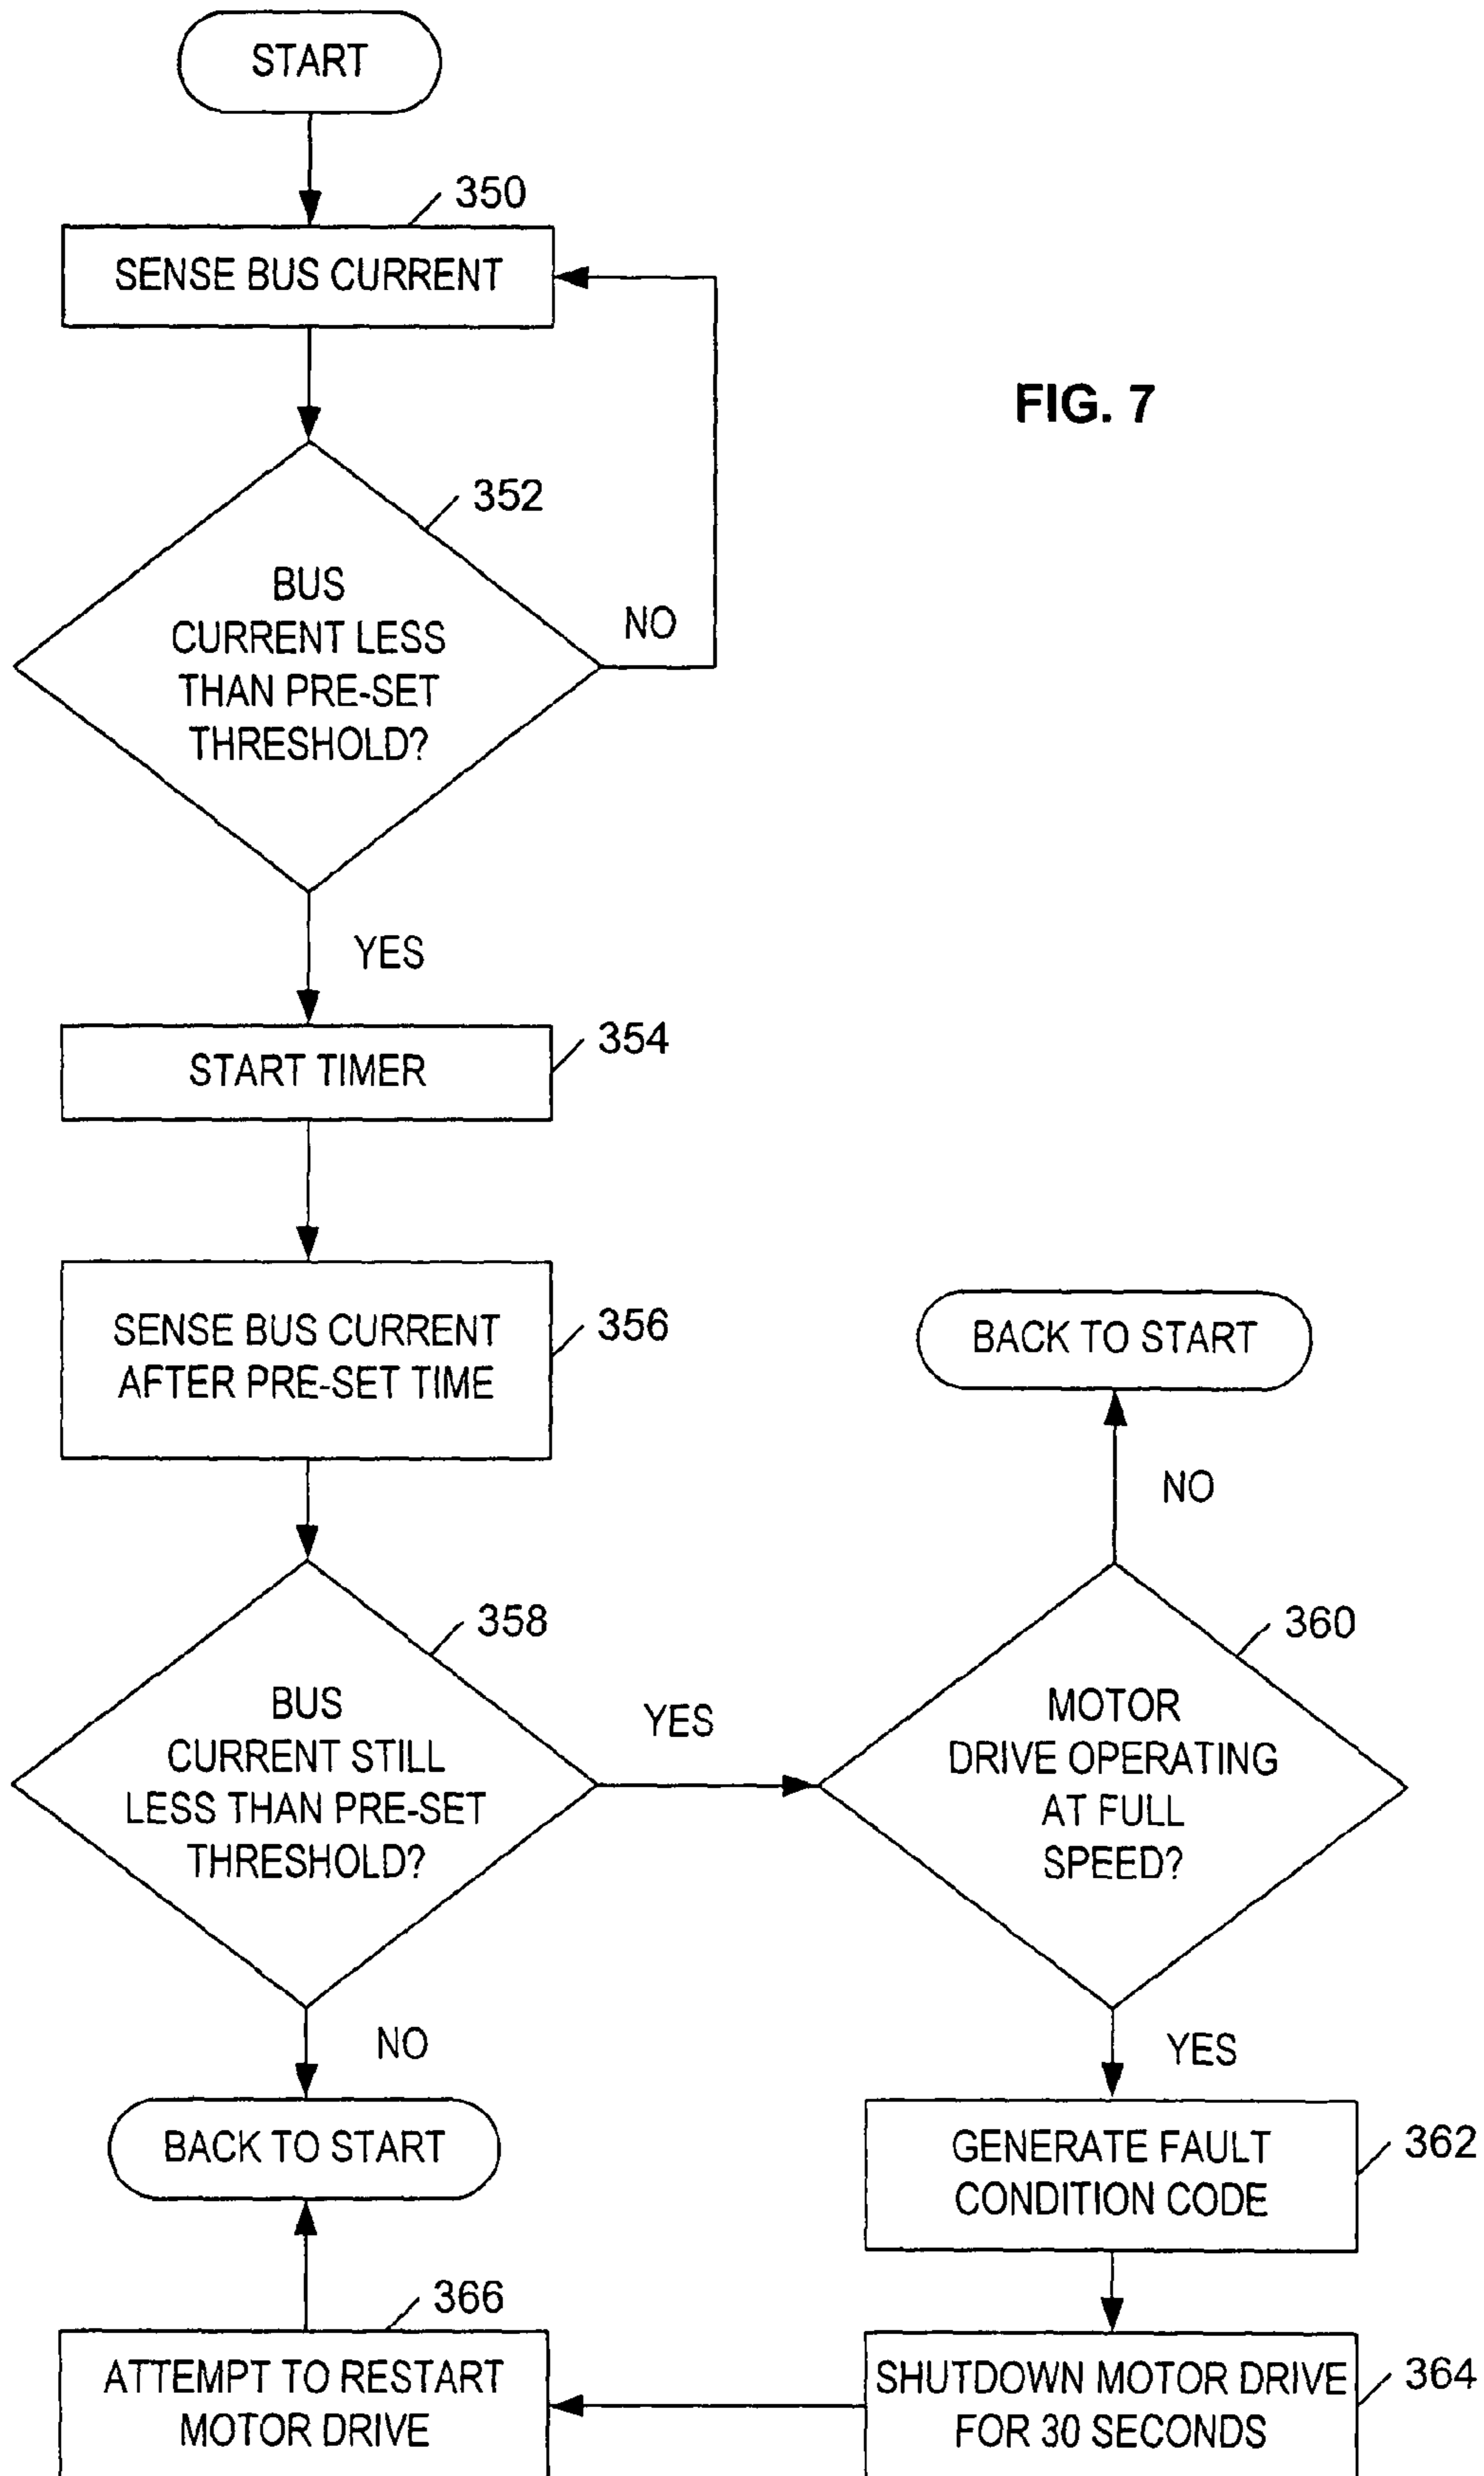 START
350
SENSE BUS CURRENT
FIG. 7
352
BUS
CURRENT LESS
THAN PRE-SET
THRESHOLD?
NO
YES
354
START TIMER
356
SENSE BUS CURRENT
AFTER PRE-SET TIME
BACK TO START
NO
358
BUS
CURRENT STILL
LESS THAN PRE-SET
THRESHOLD?
YES
360
MOTOR
DRIVE OPERATING
AT FULL
SPEED?
NO
YES
BACK TO START
GENERATE FAULT
CONDITION CODE
362
366
ATTEMPT TO RESTART
MOTOR DRIVE
SHUTDOWN MOTOR DRIVE
FOR 30 SECONDS
364